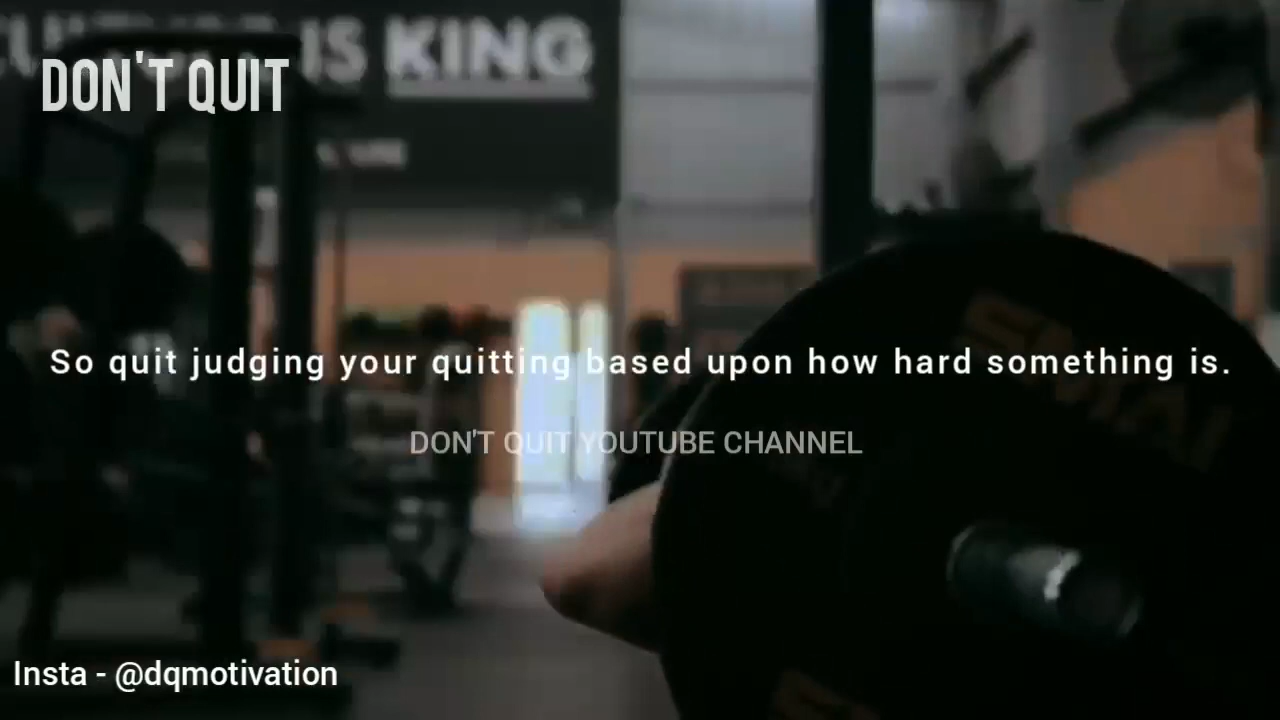 IS KING
DON'T QUIT
So quit judging your quitting based upon how hard something is.
DON'T QUIT YOUTUBE CHANNEL
Insta - @dqmotivation